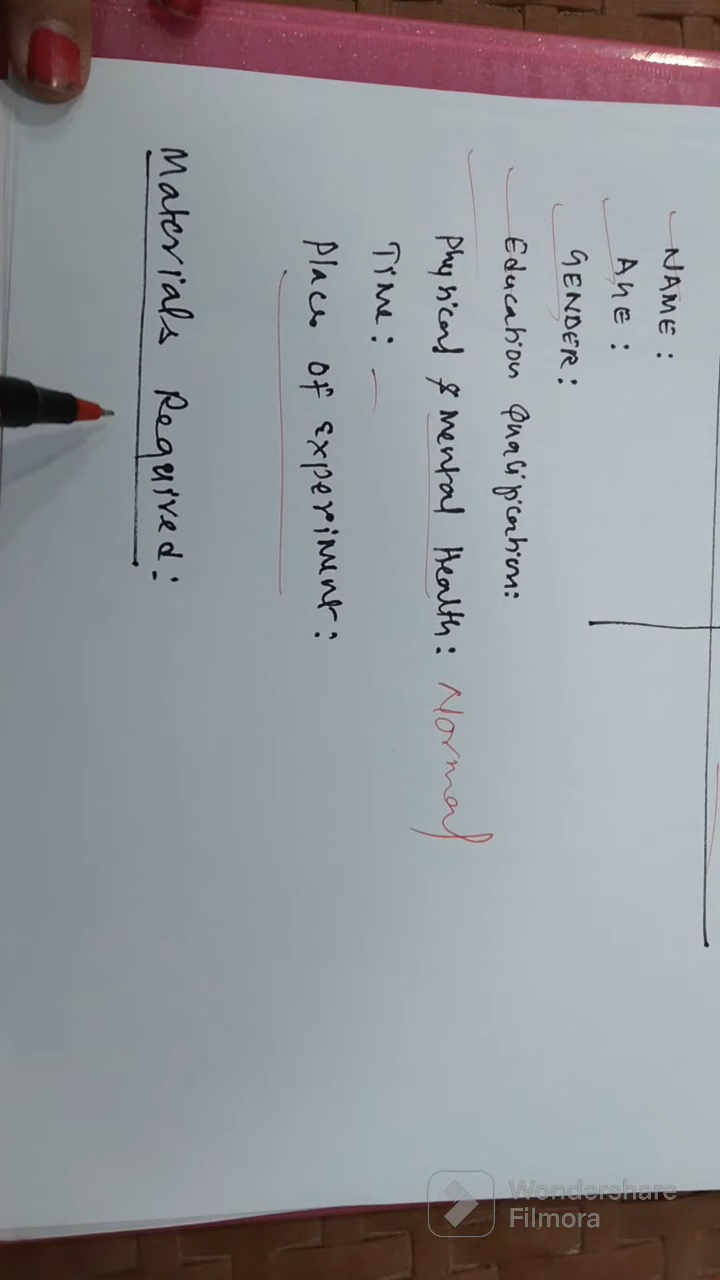 NAME:
AGE:
GENDER:
Education Qualification:
Physical & Mental Health: Normal
Time: —
Place of Experiment:
Materials Required:
Wondershare
Filmora